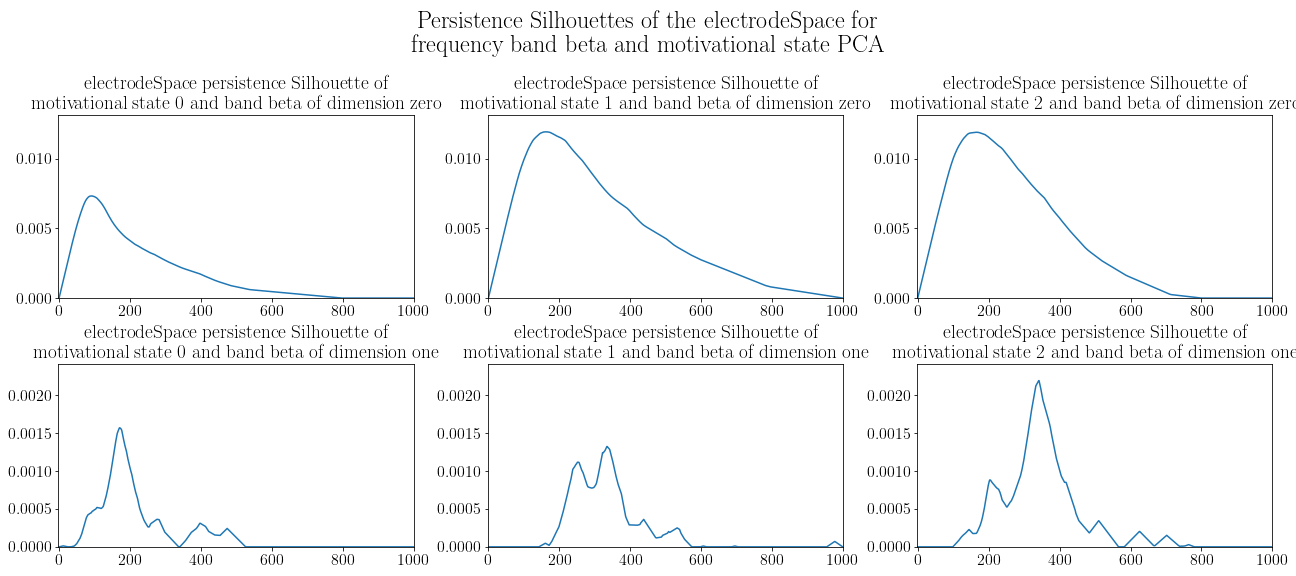 Persistence Silhouettes of the electrodeSpace for
frequency band beta and motivational state PCA
electrodeSpace persistence Silhouette of
motivational state 0 and band beta of dimension zero
0.010
0.005
0.000
0 200 400 600 800 1000
electrodeSpace persistence Silhouette of
motivational state 1 and band beta of dimension zero
0.010
0.005
0.000
0 200 400 600 800 1000
electrodeSpace persistence Silhouette of
motivational state 2 and band beta of dimension zero
0.010
0.005
0.000
0 200 400 600 800 1000
electrodeSpace persistence Silhouette of
motivational state 0 and band beta of dimension one
0.0020
0.0015
0.0010
0.0005
0.0000
0 200 400 600 800 1000
electrodeSpace persistence Silhouette of
motivational state 1 and band beta of dimension one
0.0020
0.0015
0.0010
0.0005
0.0000
0 200 400 600 800 1000
electrodeSpace persistence Silhouette of
motivational state 2 and band beta of dimension one
0.0020
0.0015
0.0010
0.0005
0.0000
0 200 400 600 800 1000